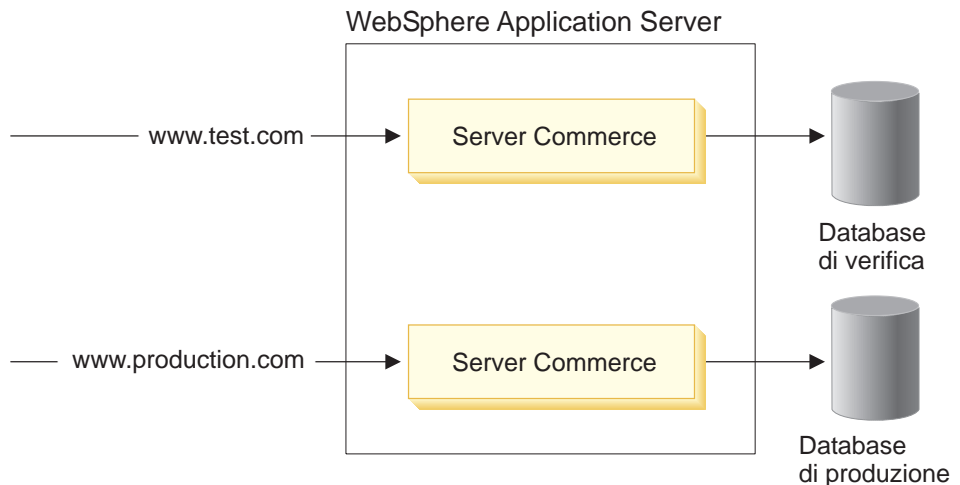 WebSphere Application Server
www.test.com
Server Commerce
Database
di verifica
www.production.com
Server Commerce
Database
di produzione